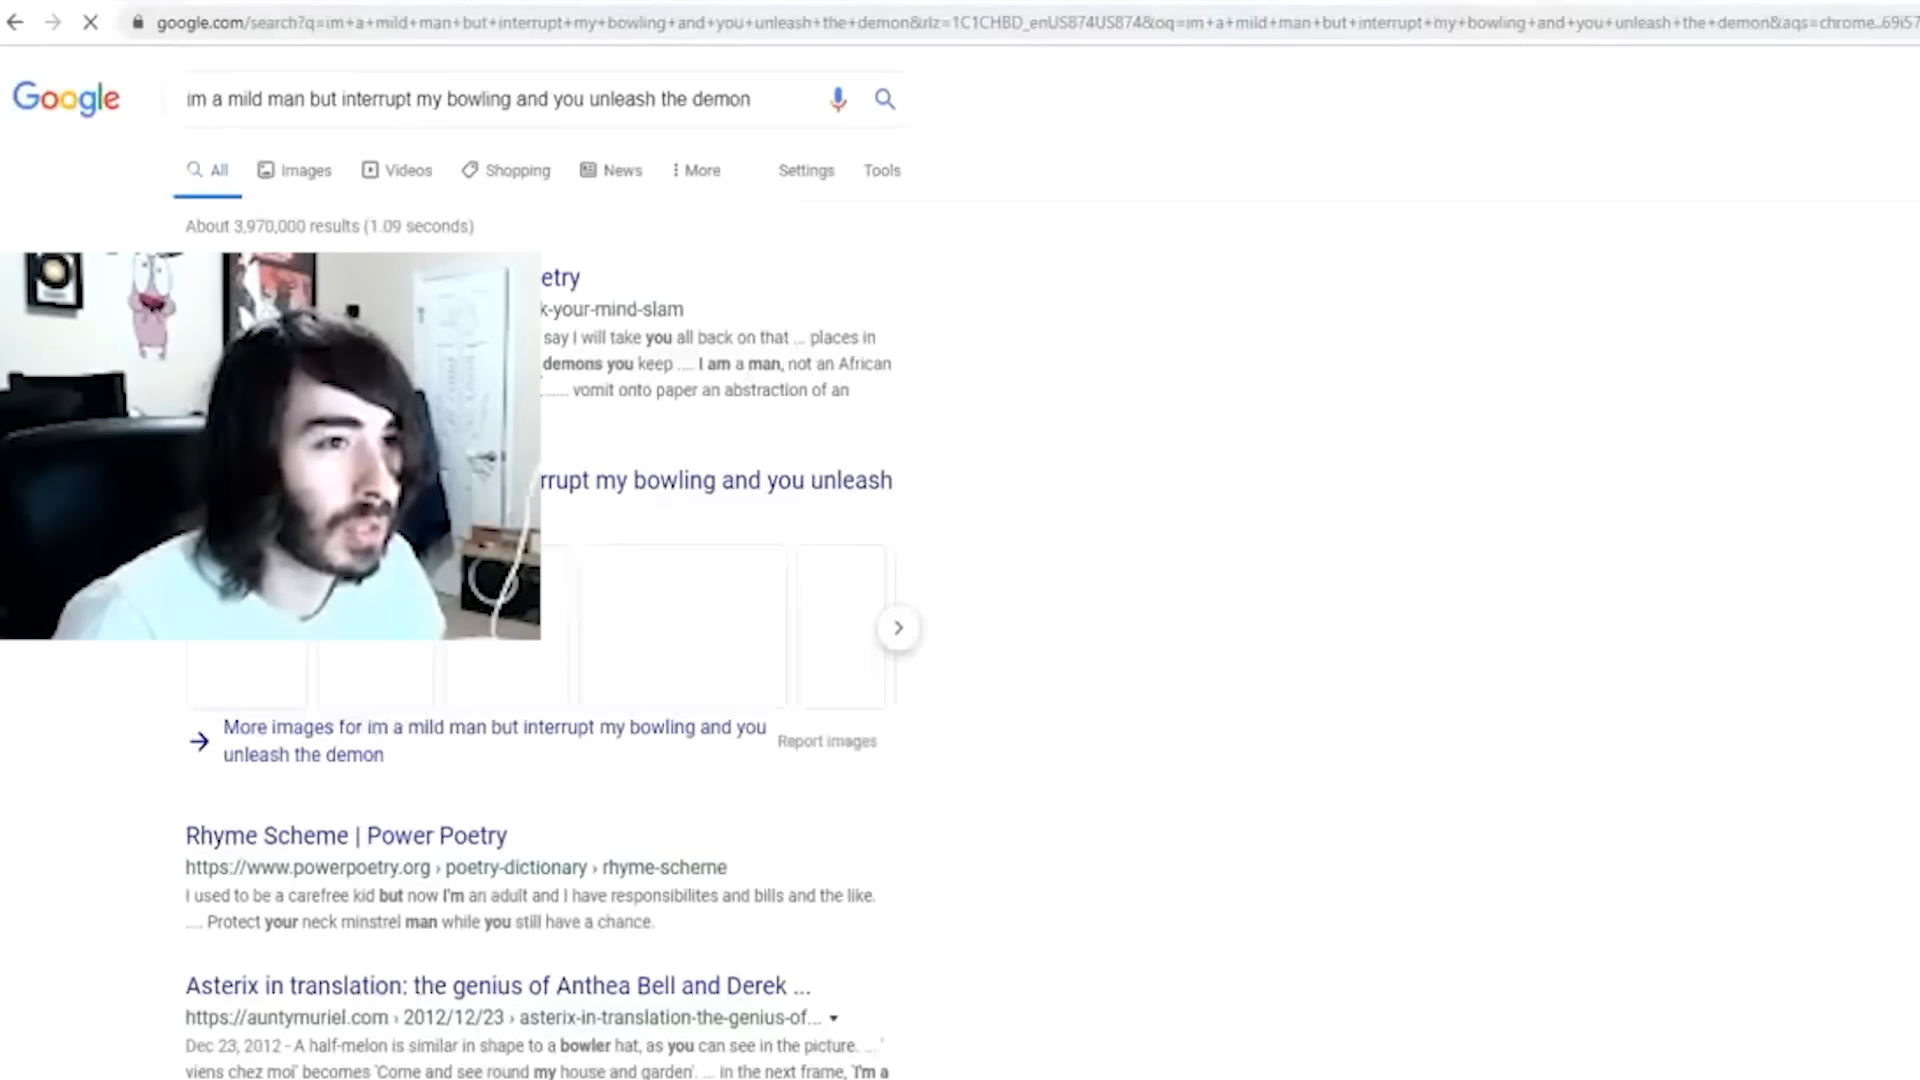 google.com/search?q=im+a+mild+man+but+interrupt+my+bowling+and+you+unleash+the+demon&rlz=1C1CHBD_enUS874US874&oq=im+a+mild+man+but+interrupt+my+bowling+and+you+unleash+the+demon&aqs=chrome..69i57
Google
im a mild man but interrupt my bowling and you unleash the demon
All Images Videos Shopping News More Settings Tools
About 3,970,000 results (1.09 seconds)
etry
k-your-mind-slam
say I will take you all back on that ... places in
demons you keep .... I am a man, not an African
...... vomit onto paper an abstraction of an
rrupt my bowling and you unleash
More images for im a mild man but interrupt my bowling and you
unleash the demon
Report images
Rhyme Scheme | Power Poetry
https://www.powerpoetry.org › poetry-dictionary › rhyme-scheme
I used to be a carefree kid but now I'm an adult and I have responsibilites and bills and the like.
.... Protect your neck minstrel man while you still have a chance.
Asterix in translation: the genius of Anthea Bell and Derek ...
https://auntymuriel.com › 2012/12/23 › asterix-in-translation-the-genius-of...
Dec 23, 2012 - A half-melon is similar in shape to a bowler hat, as you can see in the picture. ... '
viens chez moi' becomes 'Come and see round my house and garden'. ... in the next frame, 'I'm a